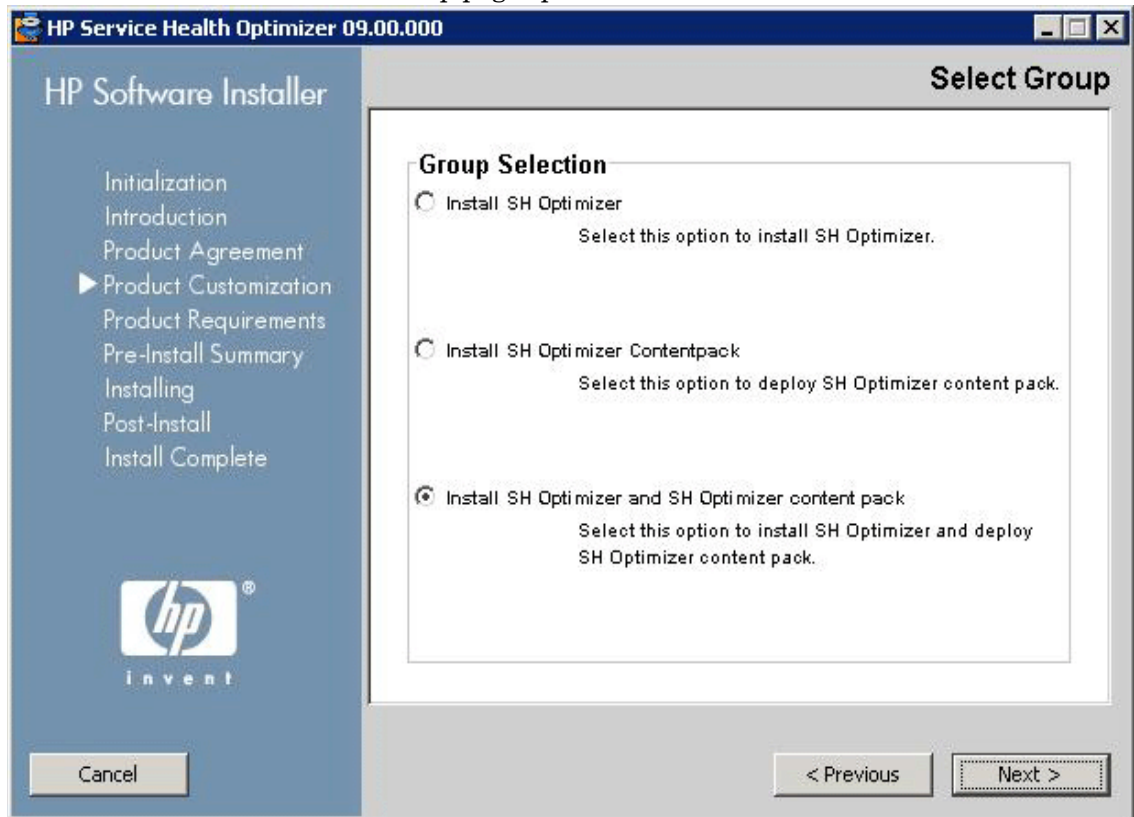 HP Service Health Optimizer 09.00.000
HP Software Installer
Select Group
Initialization
Introduction
Product Agreement
Product Customization
Product Requirements
Pre-Install Summary
Installing
Post-Install
Install Complete
Group Selection
Install SH Optimizer
Select this option to install SH Optimizer.
Install SH Optimizer Contentpack
Select this option to deploy SH Optimizer content pack.
Install SH Optimizer and SH Optimizer content pack
Select this option to install SH Optimizer and deploy
SH Optimizer content pack.
hp ®
invent
Cancel
< Previous
Next >